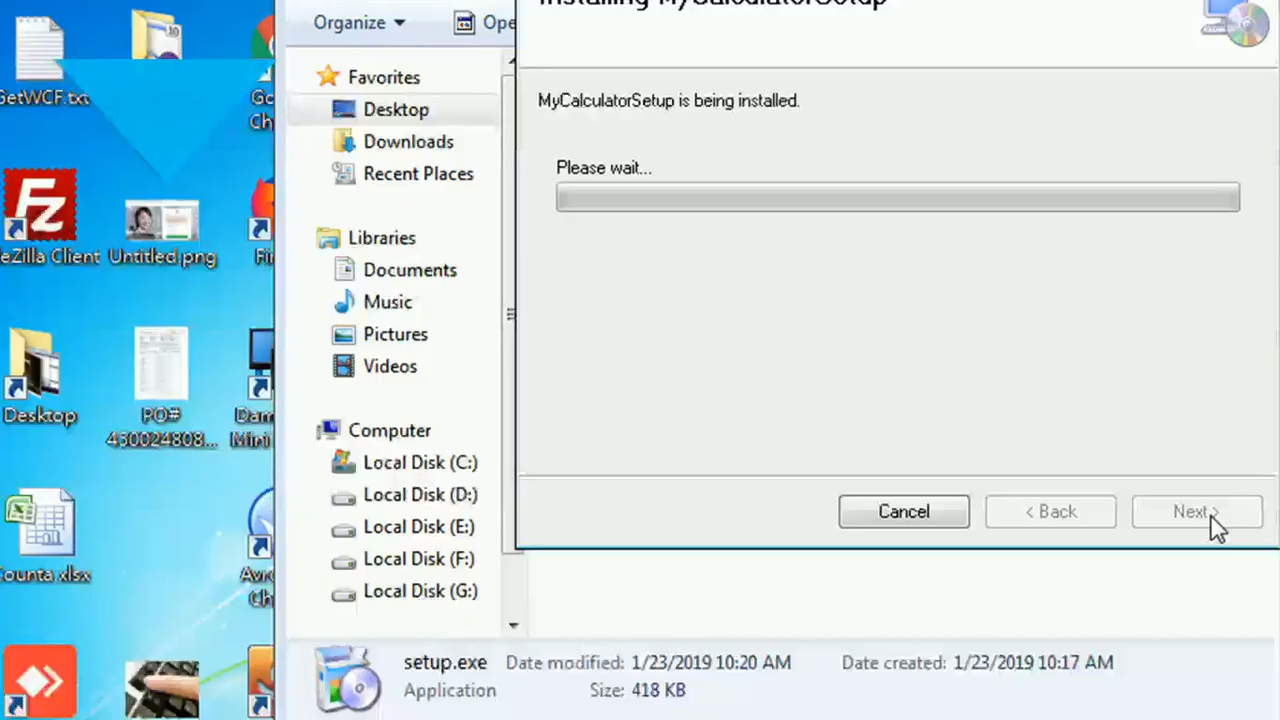 GetWCF.txt
eZilla Client
Untitled.png
Desktop
PO#
430024808...
Counta.xlsx
Organize
Favorites
Desktop
Downloads
Recent Places
Libraries
Documents
Music
Pictures
Videos
Computer
Local Disk (C:)
Local Disk (D:)
Local Disk (E:)
Local Disk (F:)
Local Disk (G:)
Installing MyCalculatorSetup
MyCalculatorSetup is being installed.
Please wait...
Cancel
< Back
Next >
setup.exe Date modified: 1/23/2019 10:20 AM Date created: 1/23/2019 10:17 AM
Application Size: 418 KB